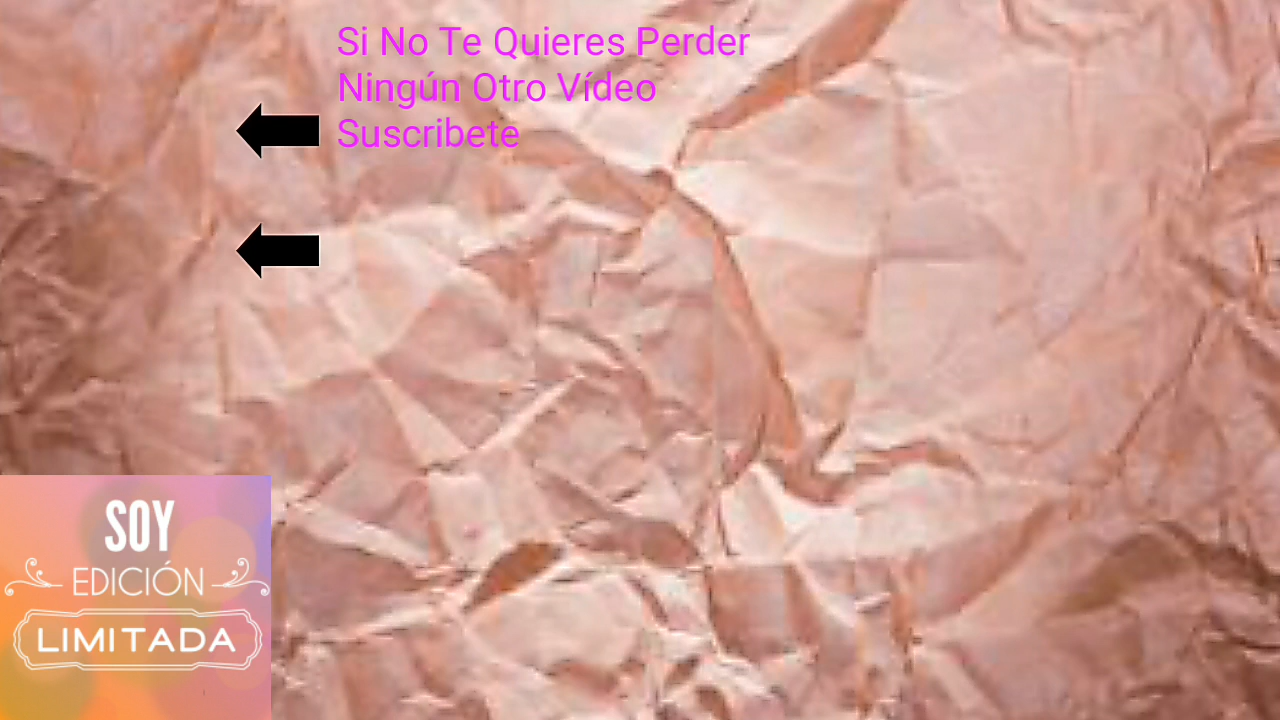 Si No Te Quieres Perder
Ningún Otro Vídeo
Suscribete
SOY
EDICIÓN
LIMITADA